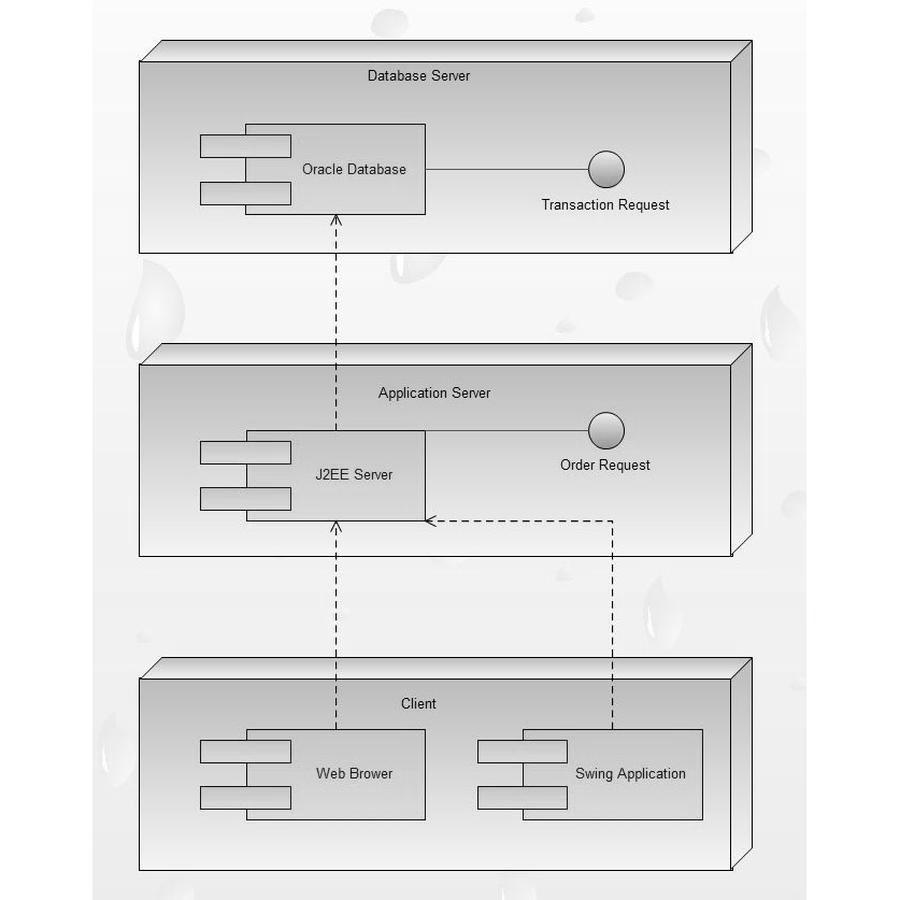 Database Server
Oracle Database
Transaction Request
Application Server
J2EE Server
Order Request
Client
Web Brower
Swing Application